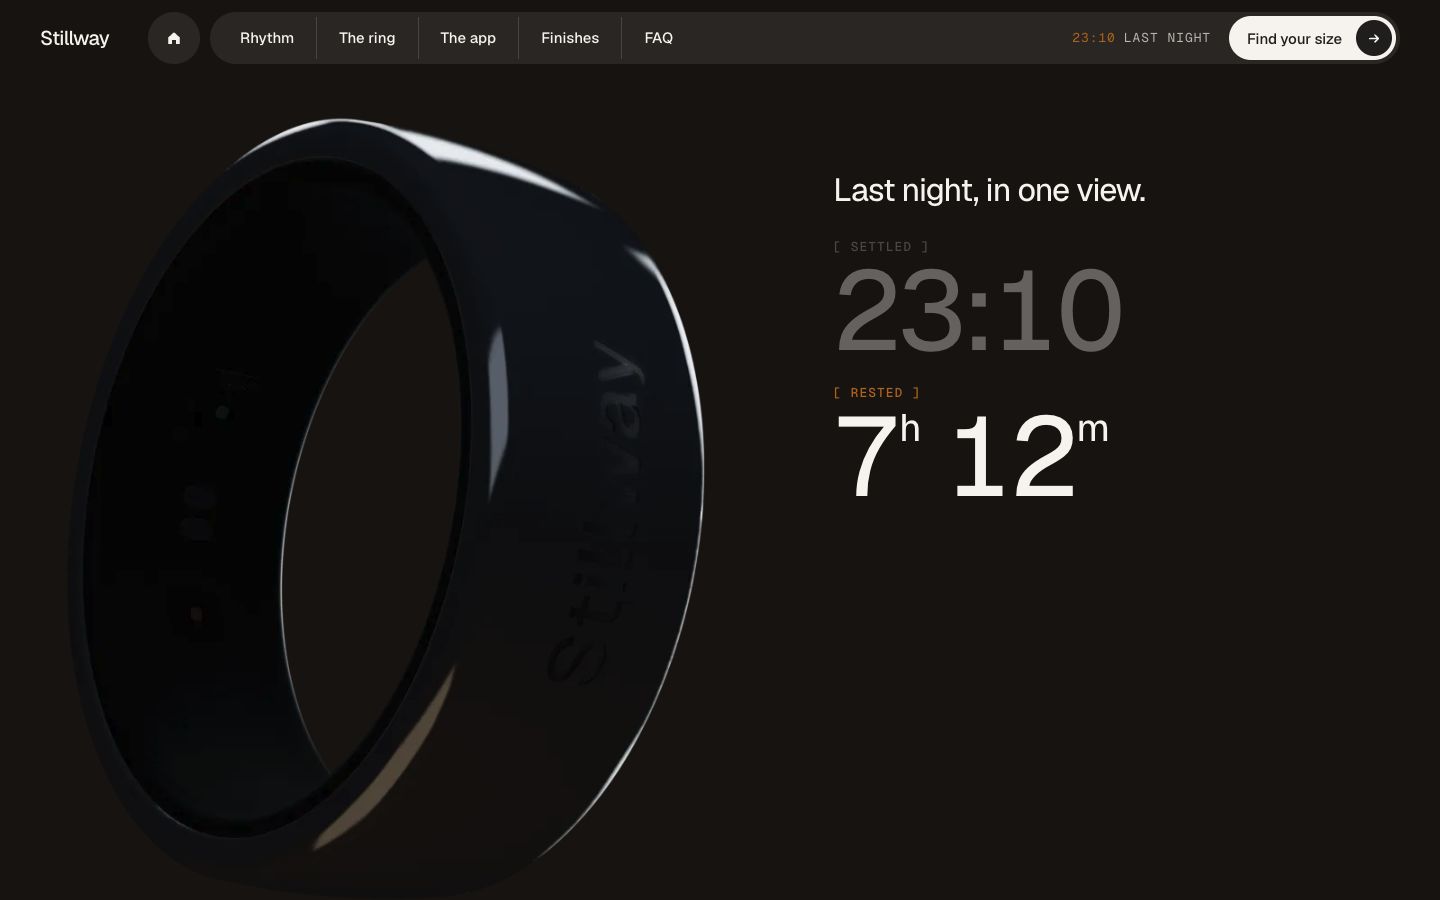 Stillway
Rhythm
The ring
The app
Finishes
FAQ
23:10 LAST NIGHT
Find your size
Last night, in one view.
[ SETTLED ]
23:10
[ RESTED ]
7h 12m
Stillway